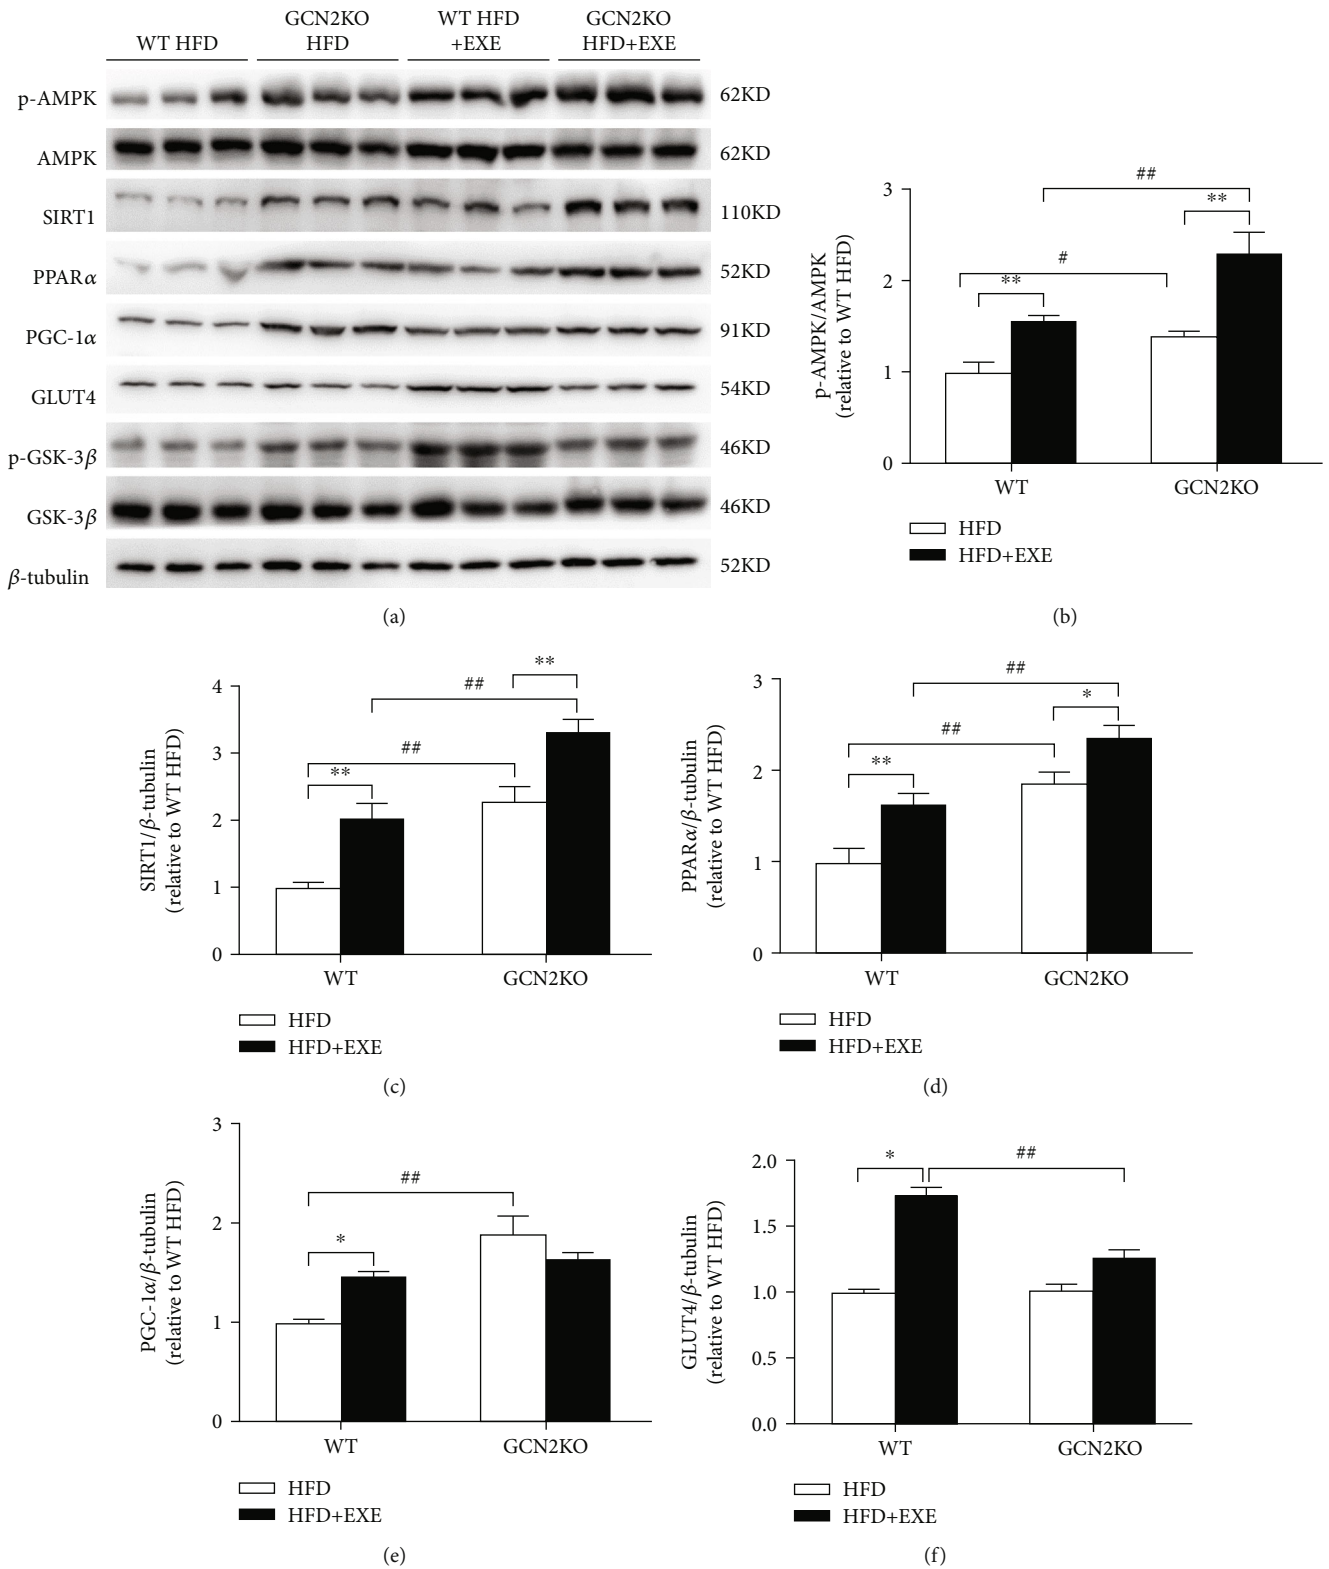 WT HFD
GCN2KO
HFD
WT HFD
+EXE
GCN2KO
HFD+EXE
p-AMPK
62KD
AMPK
62KD
SIRT1
110KD
PPARα
52KD
PGC-1α
91KD
GLUT4
54KD
p-GSK-3β
46KD
GSK-3β
46KD
β-tubulin
52KD
(a)
p-AMPK/AMPK
(relative to WT HFD)
3
2
1
0
**
#
**
##
WT
GCN2KO
HFD
HFD+EXE
(b)
SIRT1/β-tubulin
(relative to WT HFD)
4
3
2
1
0
**
##
##
**
WT
GCN2KO
HFD
HFD+EXE
(c)
PPARα/β-tubulin
(relative to WT HFD)
3
2
1
0
**
##
##
*
WT
GCN2KO
HFD
HFD+EXE
(d)
PGC-1α/β-tubulin
(relative to WT HFD)
3
2
1
0
*
##
WT
GCN2KO
HFD
HFD+EXE
(e)
GLUT4/β-tubulin
(relative to WT HFD)
2.0
1.5
1.0
0.5
0.0
*
##
WT
GCN2KO
HFD
HFD+EXE
(f)